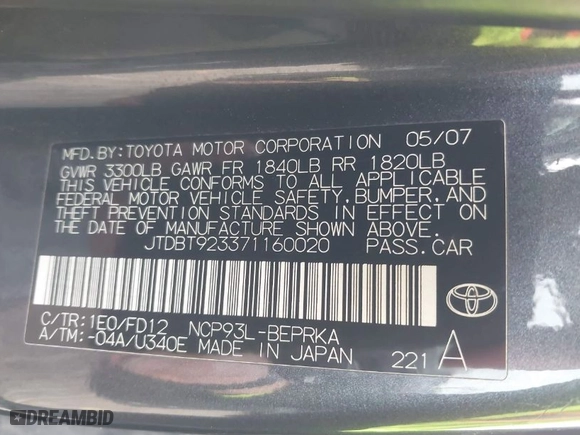 MFD.BY:TOYOTA MOTOR CORPORATION 05/07
GVWR 3300LB GAWR FR 1840LB RR 1820LB
THIS VEHICLE CONFORMS TO ALL APPLICABLE
FEDERAL MOTOR VEHICLE SAFETY, BUMPER, AND
THEFT PREVENTION STANDARDS IN EFFECT ON
THE DATE OF MANUFACTURE SHOWN ABOVE.
JTDBT923371160020 PASS.CAR
C/TR:1E0/FD12 NCP93L-BEPRKA
A/TM:-04A/U340E MADE IN JAPAN 221A
DREAMBID